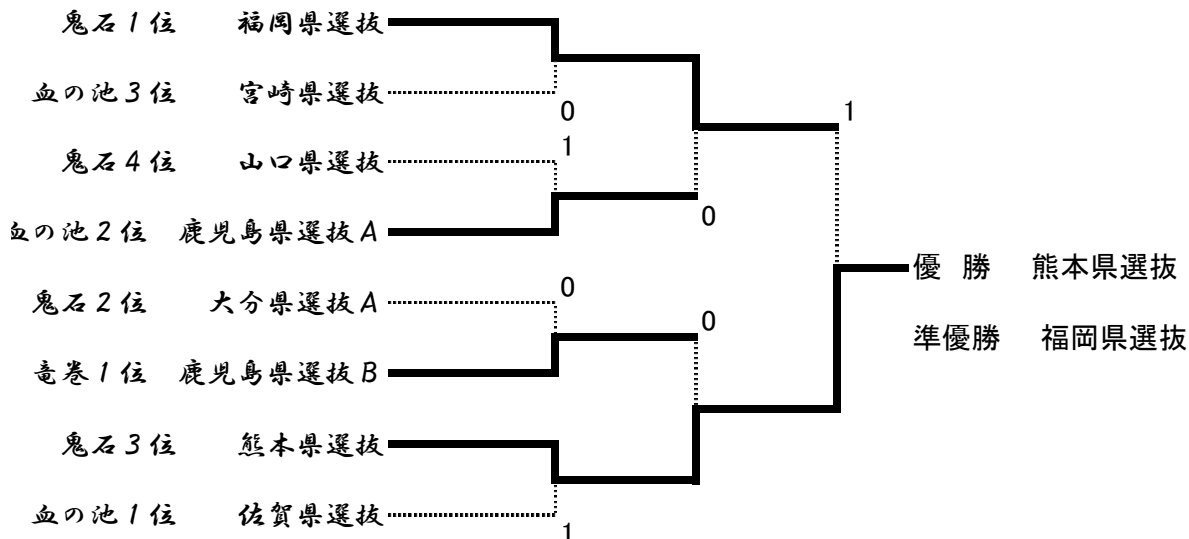 鬼石1位 福岡県選抜
血の池3位 宮崎県選抜
0
1
鬼石4位 山口県選抜
1
0
血の池2位 鹿児島県選抜A
優 勝 熊本県選抜
鬼石2位 大分県選抜A
0
0
準優勝 福岡県選抜
竜巻1位 鹿児島県選抜B
鬼石3位 熊本県選抜
血の池1位 佐賀県選抜
1